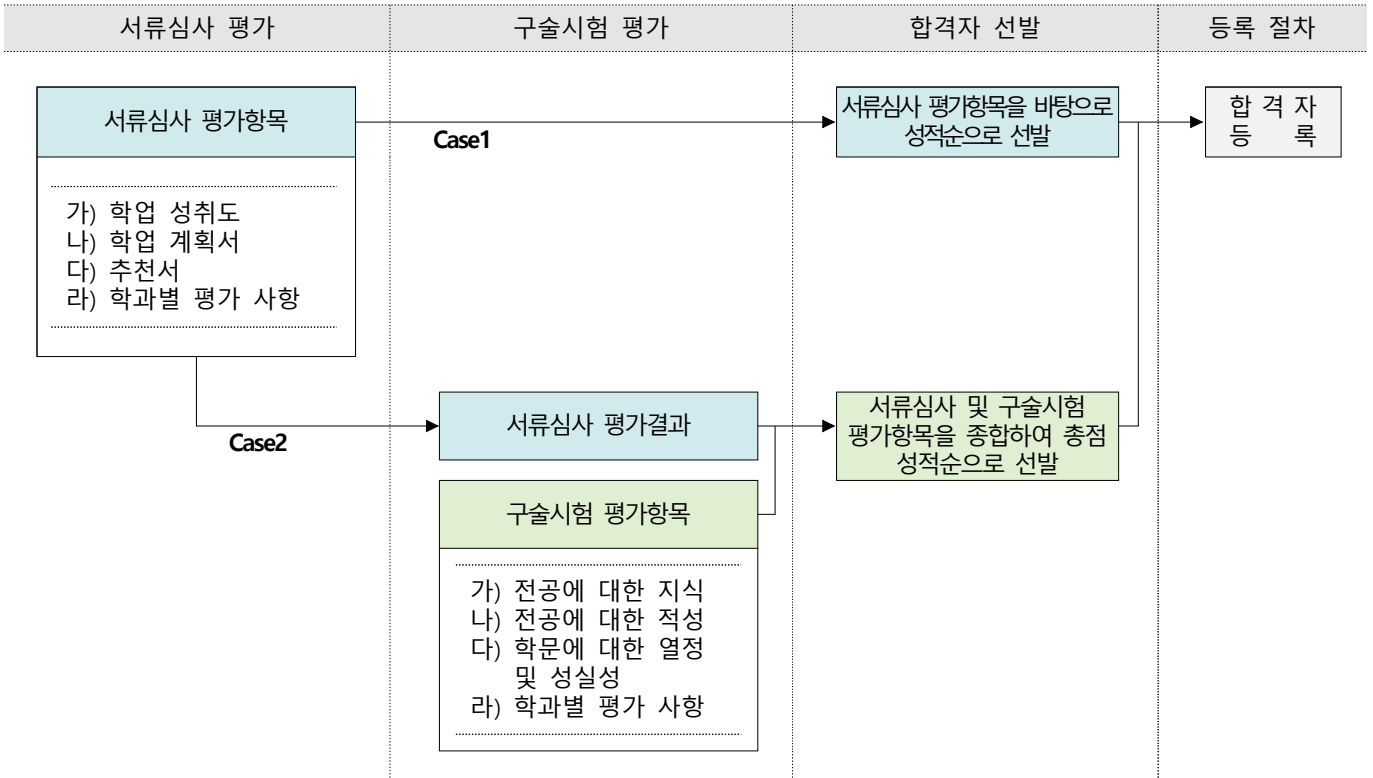 서류심사 평가
구술시험 평가
합격자 선발
등록 절차
서류심사 평가항목
가) 학업 성취도
나) 학업 계획서
다) 추천서
라) 학과별 평가 사항
Case1
서류심사 평가항목을 바탕으로
성적순으로 선발
합 격 자
등 록
Case2
서류심사 평가결과
구술시험 평가항목
가) 전공에 대한 지식
나) 전공에 대한 적성
다) 학문에 대한 열정
및 성실성
라) 학과별 평가 사항
서류심사 및 구술시험
평가항목을 종합하여 총점
성적순으로 선발